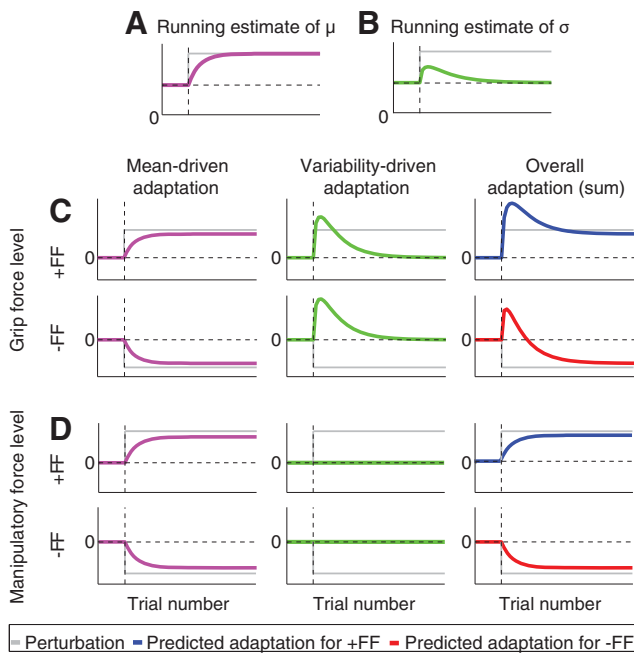 A Running estimate of μ
B Running estimate of σ
0
0
Mean-driven
adaptation
Variability-driven
adaptation
Overall
adaptation (sum)
C
Grip force level
+FF
0
0
0
-FF
0
0
0
D
Manipulatory force level
+FF
0
0
0
-FF
0
0
0
Trial number
Trial number
Trial number
Perturbation
Predicted adaptation for +FF
Predicted adaptation for -FF